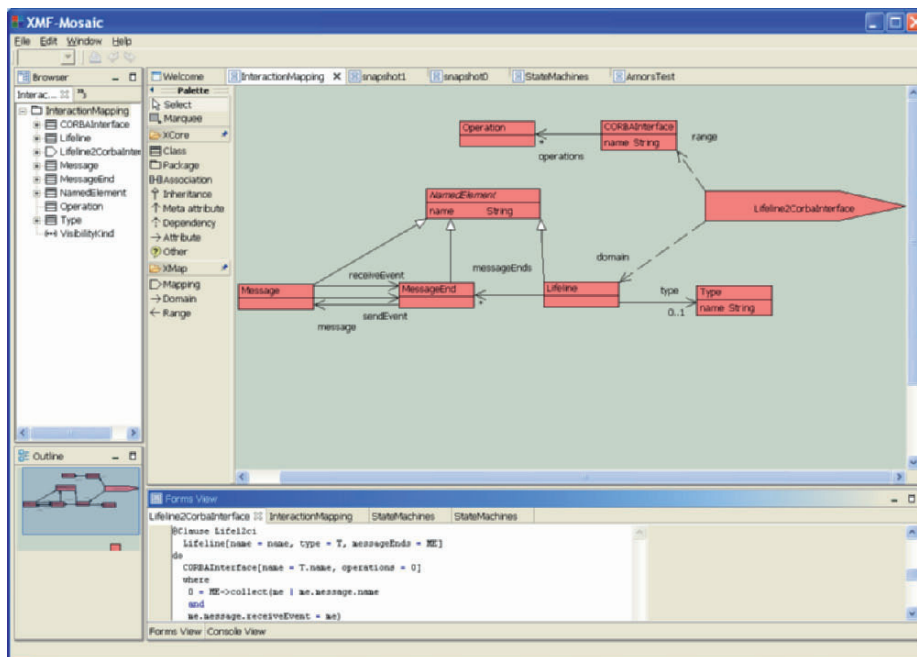 XMF-Mosaic
File Edit Window Help
Browser
Interac...
InteractionMapping
CORBAInterface
Lifeline
Lifeline2CorbaInter
Message
MessageEnd
NamedElement
Operation
Type
VisibilityKind
Welcome
InteractionMapping
snapshot1
snapshot0
StateMachines
ArnorsTest
Palette
Select
Marquee
XCore
Class
Package
Association
Inheritance
Meta attribute
Dependency
Attribute
Other
XMap
Mapping
Domain
Range
Operation
*
operations
CORBAInterface
name String
range
Lifeline2CorbaInterface
domain
NamedElement
name String
receiveEvent
messageEnds
Message
MessageEnd
*
Lifeline
type
0..1
Type
name String
sendEvent
message
Outline
Forms View
Lifeline2CorbaInterface InteractionMapping StateMachines StateMachines
@Clause Lifel2ci
Lifeline[name = name, type = T, messageEnds = ME]
do
CORBAInterface[name = T.name, operations = O]
where
O = ME->collect(me | me.message.name
and
me.message.receiveEvent = me)
Forms View Console View